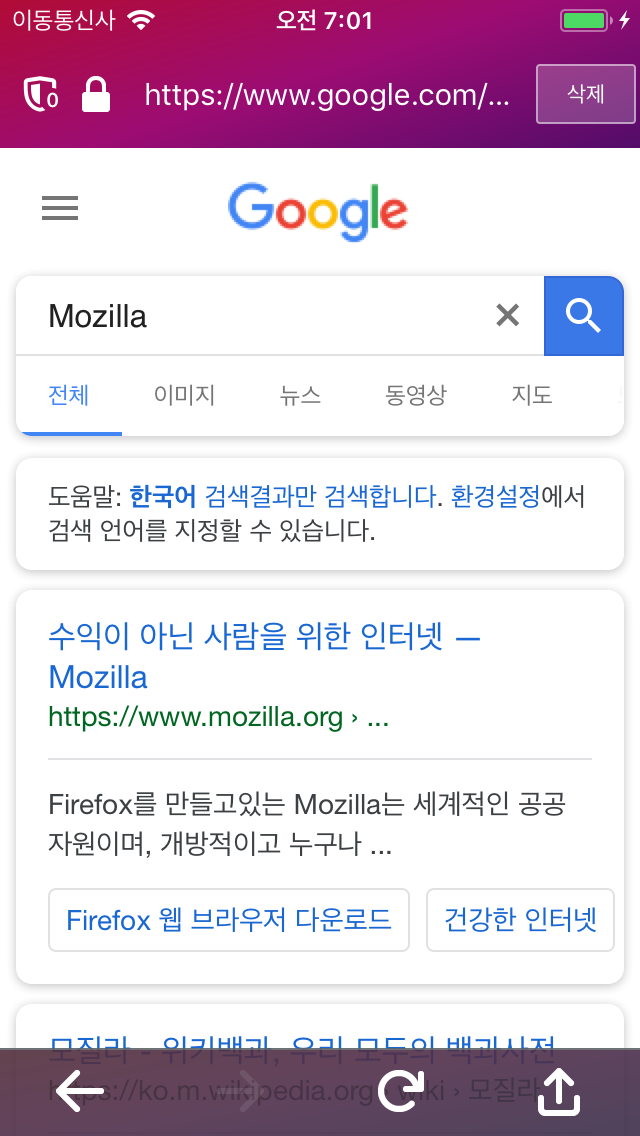 이동통신사 오전 7:01
0 https://www.google.com/... 삭제
Google
Mozilla
전체 이미지 뉴스 동영상 지도
도움말: 한국어 검색결과만 검색합니다. 환경설정에서
검색 언어를 지정할 수 있습니다.
수익이 아닌 사람을 위한 인터넷 —
Mozilla
https://www.mozilla.org › ...
Firefox를 만들고있는 Mozilla는 세계적인 공공
자원이며, 개방적이고 누구나 ...
Firefox 웹 브라우저 다운로드 건강한 인터넷
모질라 - 위키백과, 우리 모두의 백과사전
https://ko.m.wikipedia.org › wiki › 모질라